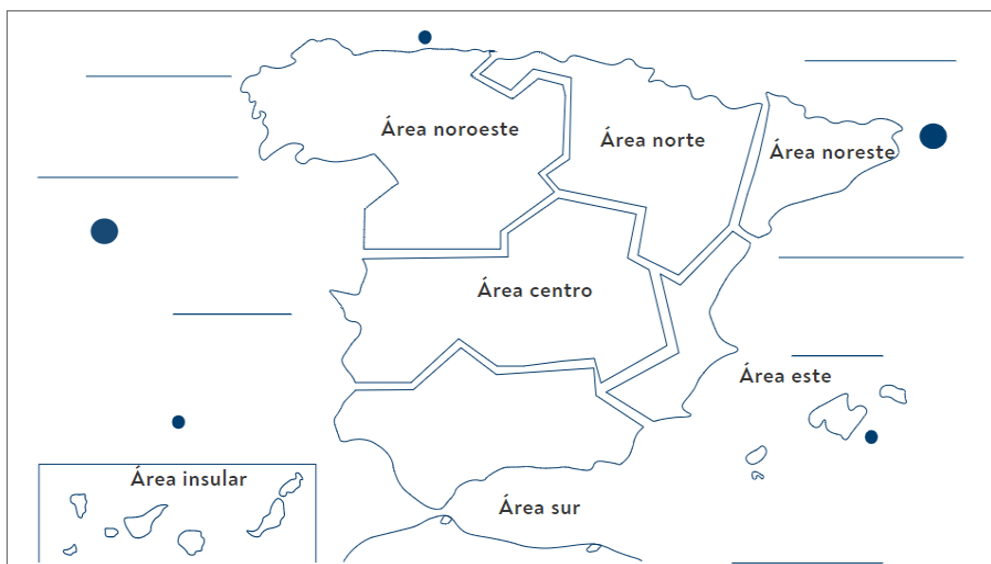 Área noroeste
Área norte
Área noreste
Área centro
Área este
Área insular
Área sur